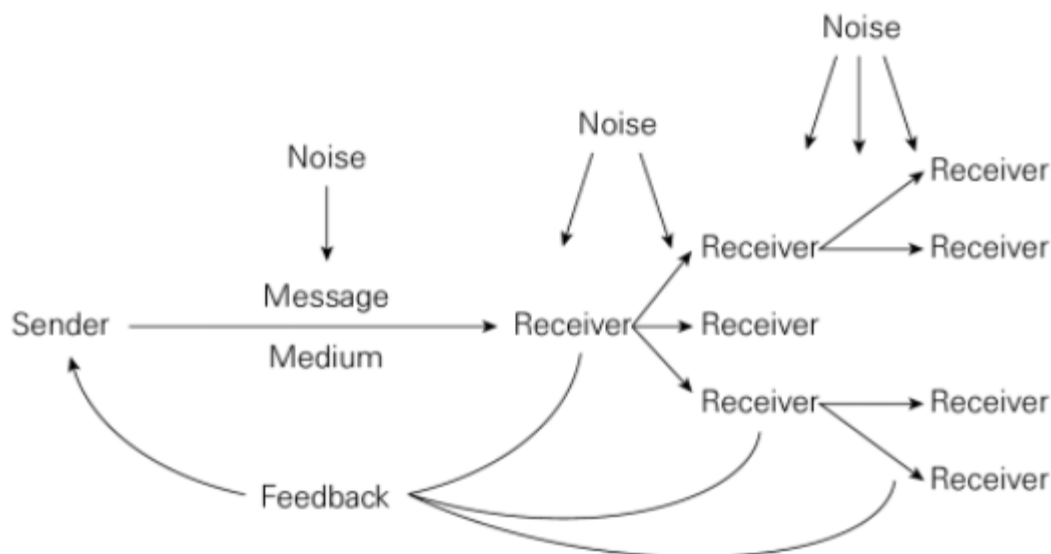 Noise
Noise
Noise
Receiver
Receiver Receiver
Message
Sender Receiver Receiver
Medium
Receiver Receiver
Receiver
Feedback